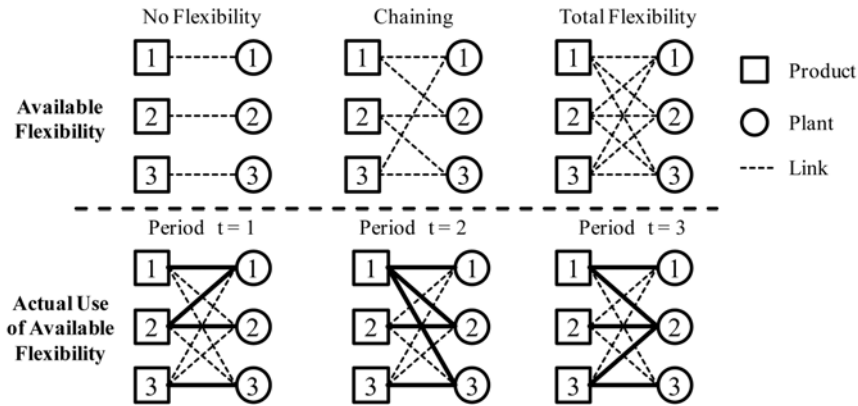 No Flexibility Chaining Total Flexibility
1 1 1 1 1 1
Product
Available
Flexibility
2 2 2 2 2 2
Plant
3 3 3 3 3 3
Link
Period t = 1 Period t = 2 Period t = 3
1 1 1 1 1 1
Actual Use
of Available
Flexibility
2 2 2 2 2 2
3 3 3 3 3 3